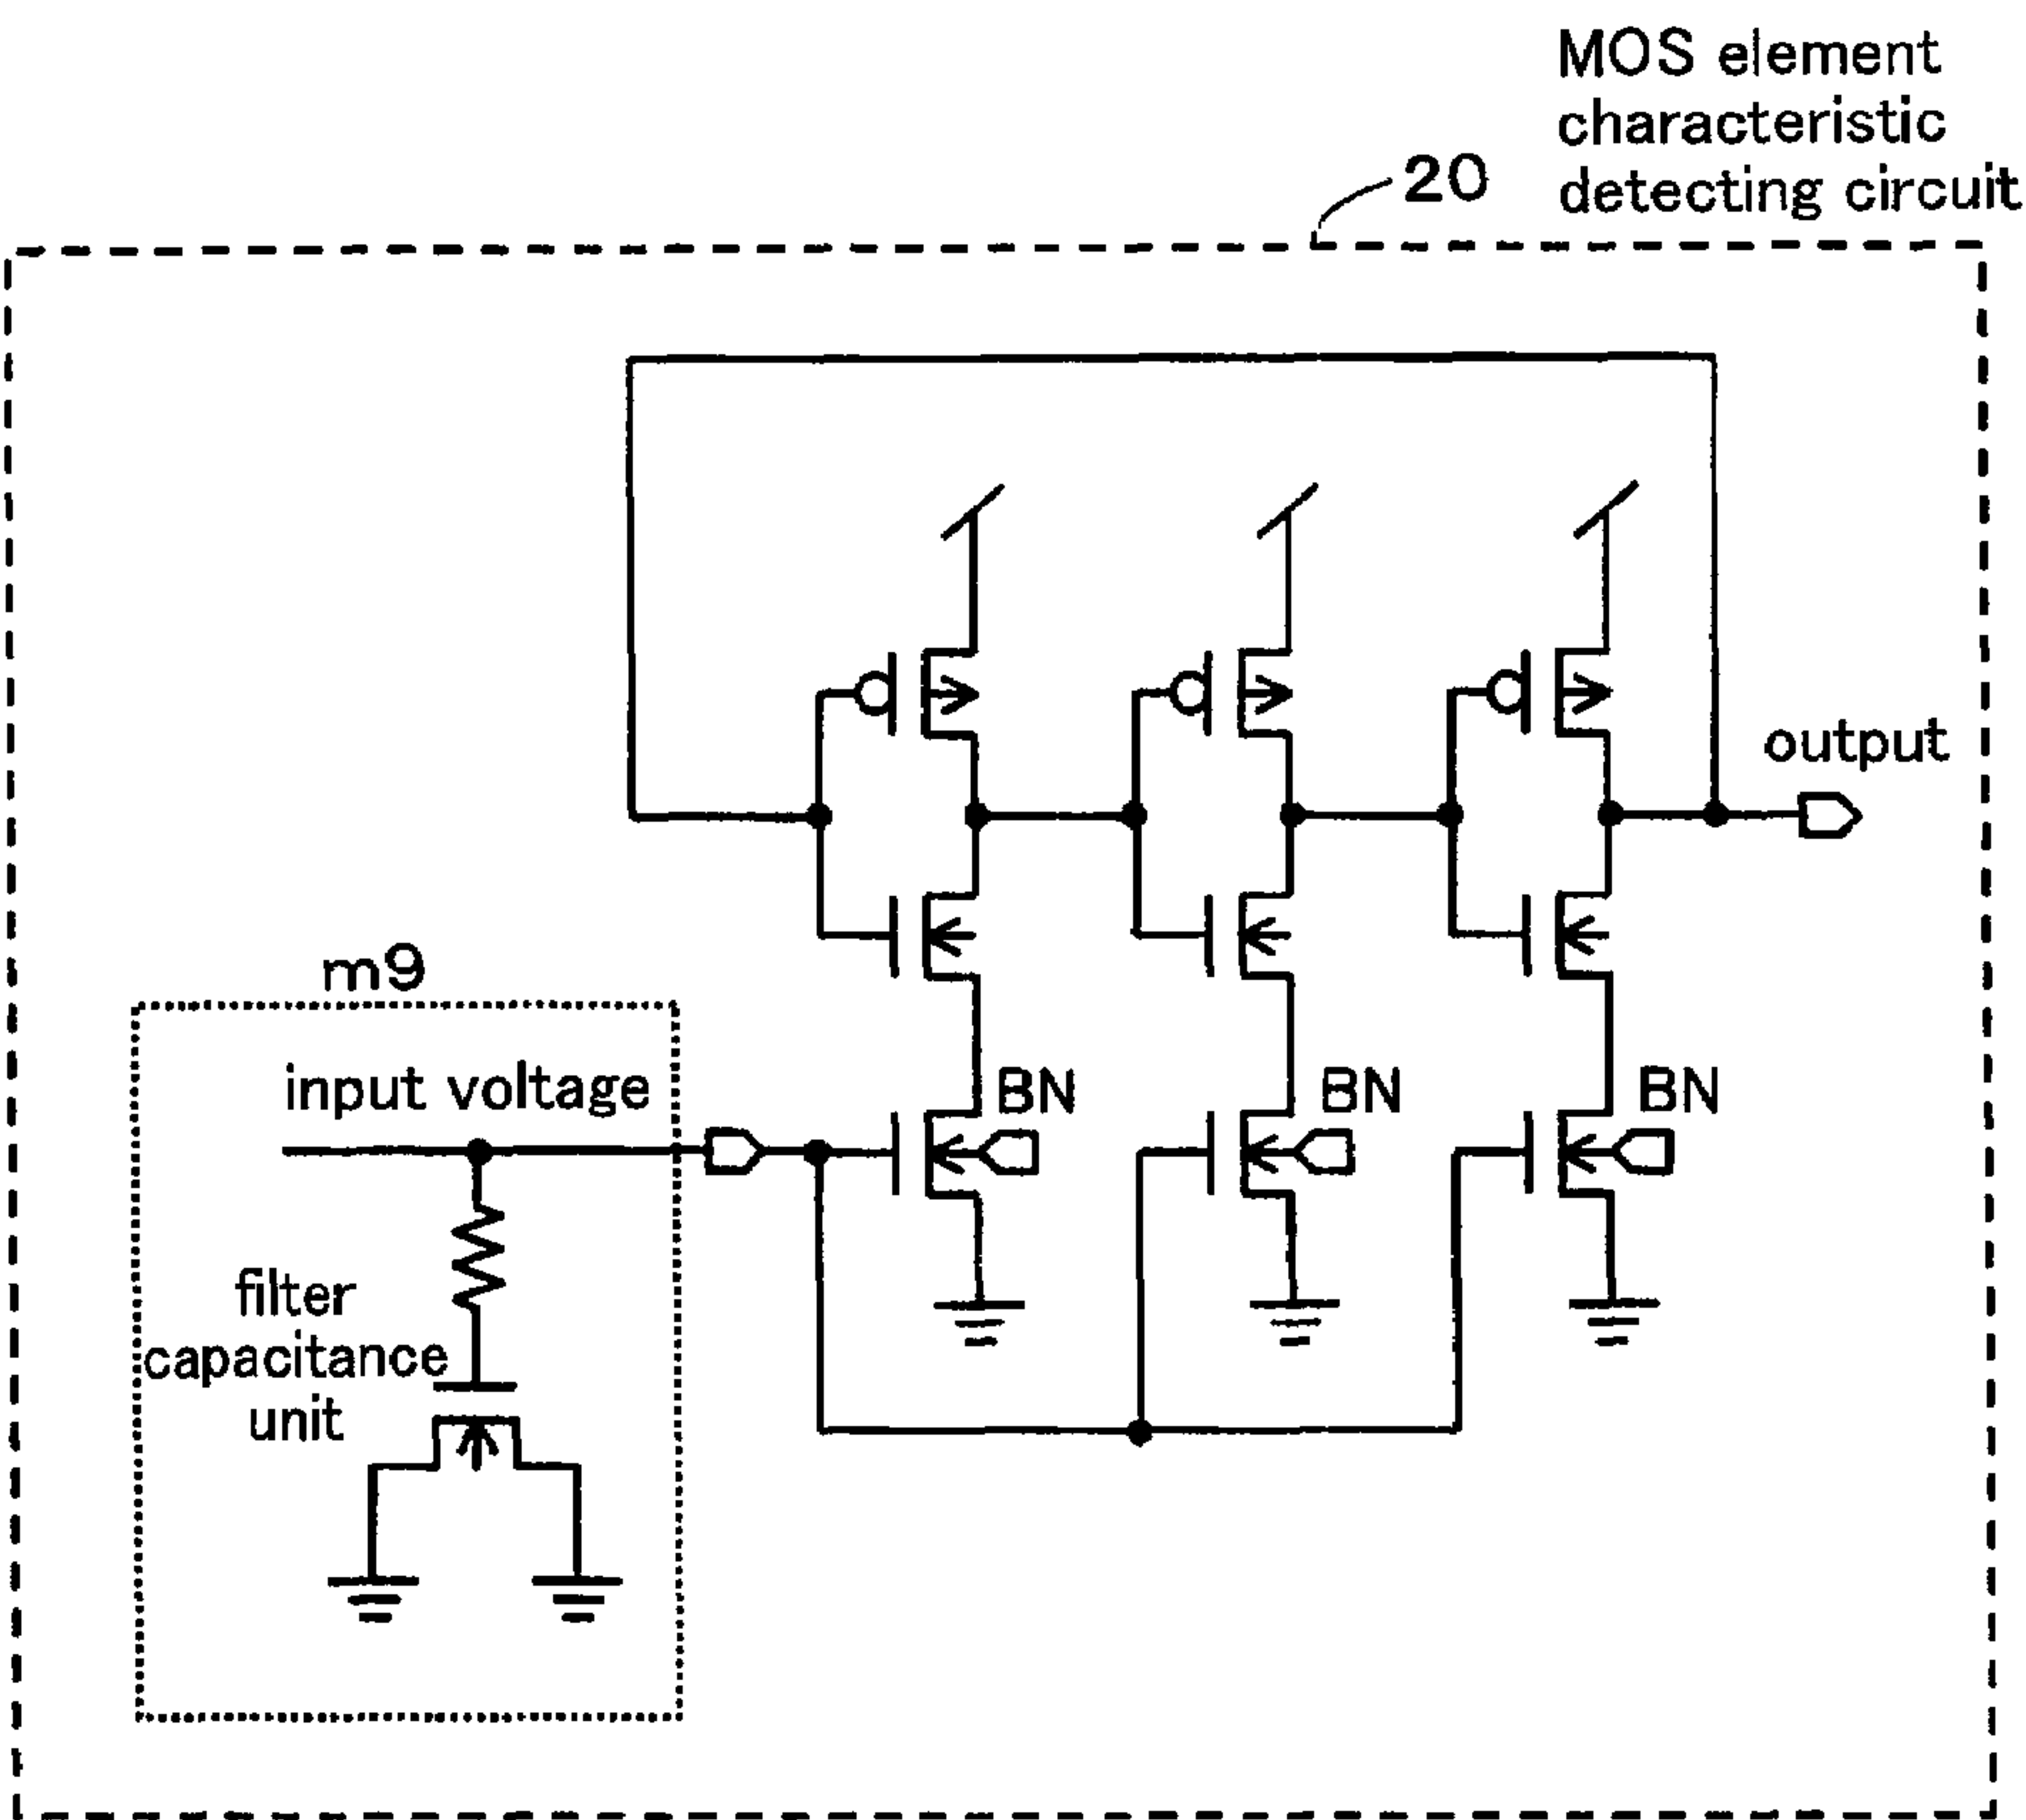 MOS element
characteristic
detecting circuit
20
output
m9
input voltage
BN
BN
BN
filter
capacitance
unit